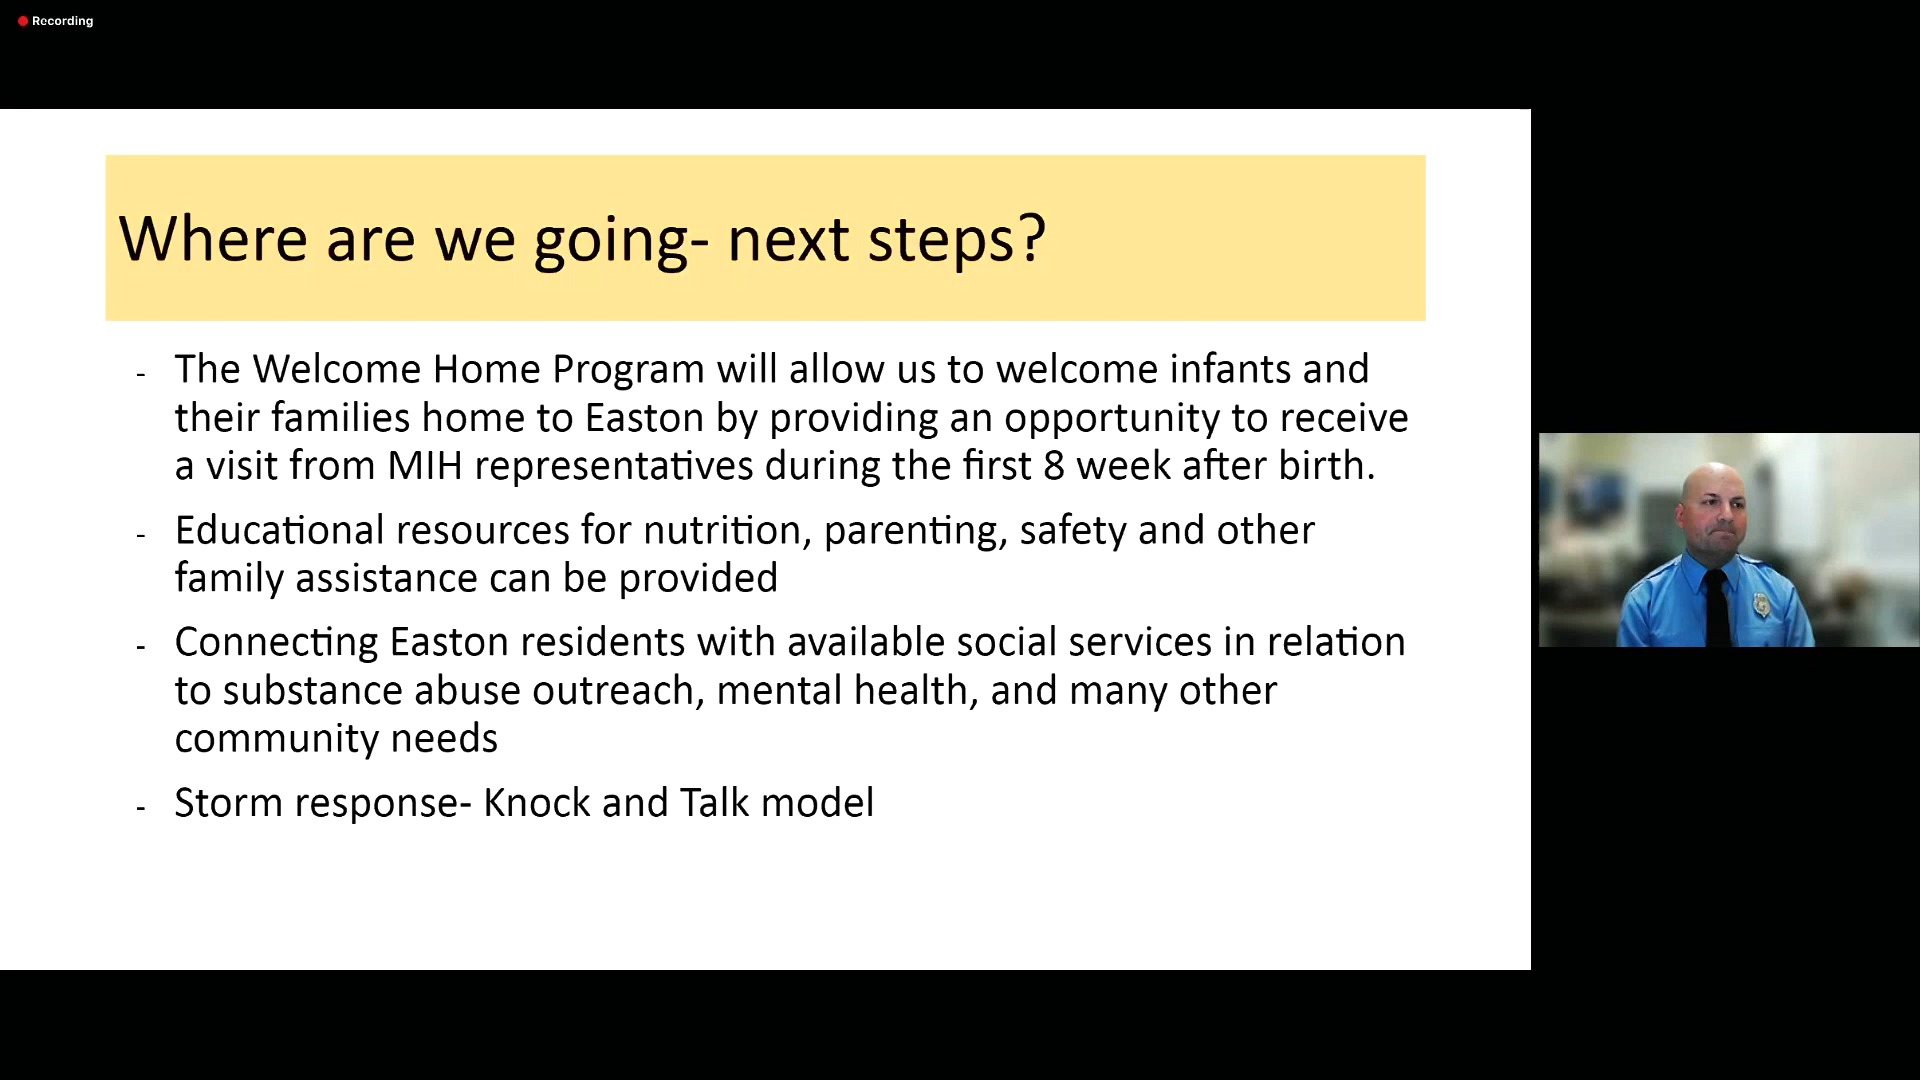 Recording
Where are we going- next steps?
- The Welcome Home Program will allow us to welcome infants and
their families home to Easton by providing an opportunity to receive
a visit from MIH representatives during the first 8 week after birth.
- Educational resources for nutrition, parenting, safety and other
family assistance can be provided
- Connecting Easton residents with available social services in relation
to substance abuse outreach, mental health, and many other
community needs
- Storm response- Knock and Talk model